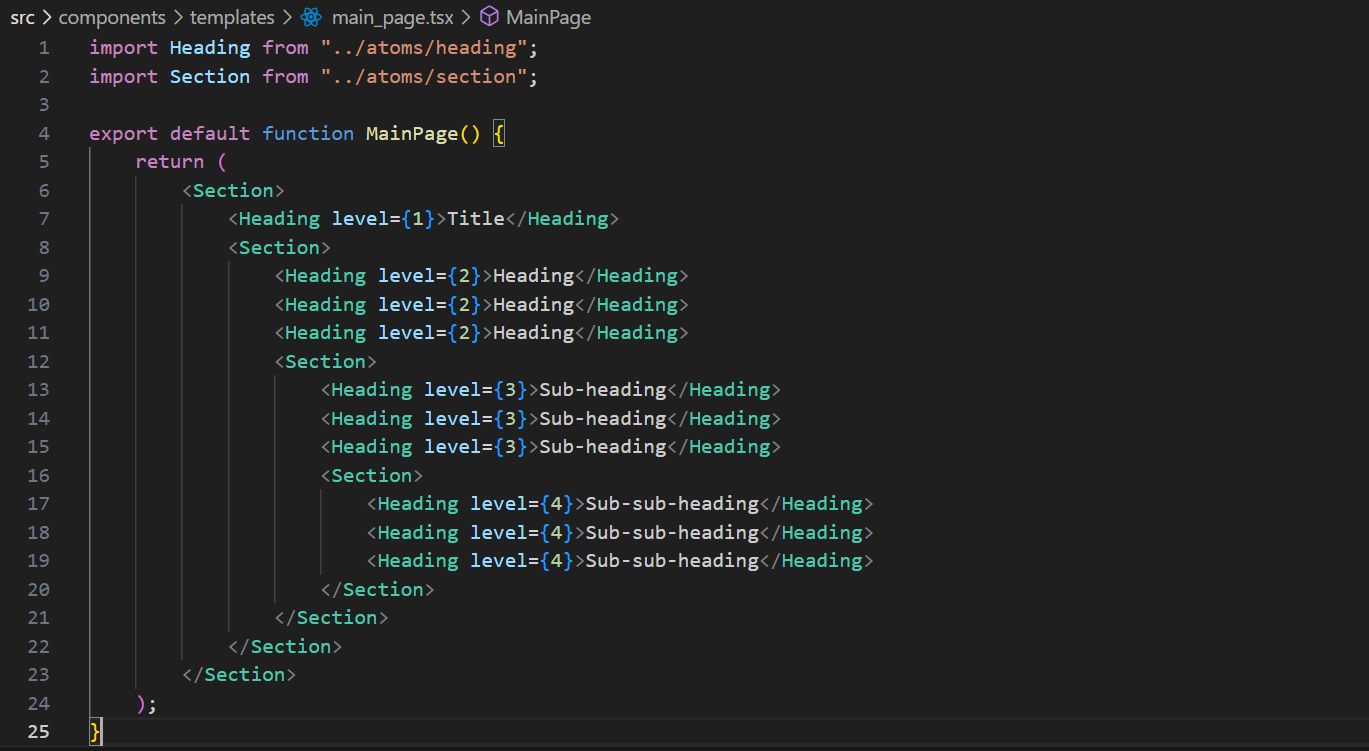 src > components > templates > main_page.tsx > MainPage
1 import Heading from "../atoms/heading";
2 import Section from "../atoms/section";
3
4 export default function MainPage() {
5     return (
6         <Section>
7             <Heading level={1}>Title</Heading>
8             <Section>
9                 <Heading level={2}>Heading</Heading>
10                 <Heading level={2}>Heading</Heading>
11                 <Heading level={2}>Heading</Heading>
12                 <Section>
13                     <Heading level={3}>Sub-heading</Heading>
14                     <Heading level={3}>Sub-heading</Heading>
15                     <Heading level={3}>Sub-heading</Heading>
16                     <Section>
17                         <Heading level={4}>Sub-sub-heading</Heading>
18                         <Heading level={4}>Sub-sub-heading</Heading>
19                         <Heading level={4}>Sub-sub-heading</Heading>
20                     </Section>
21                 </Section>
22             </Section>
23         </Section>
24     );
25 }